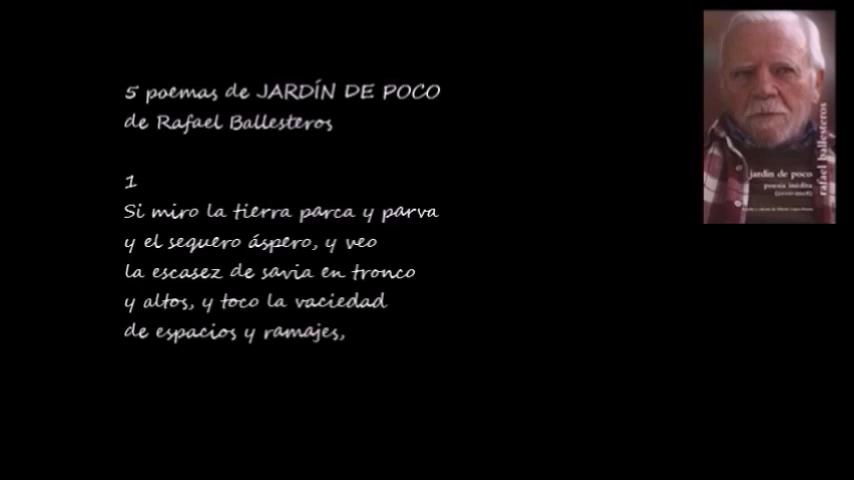 5 poemas de JARDÍN DE POCO
de Rafael Ballesteros
1
Si miro la tierra parca y parva
y el sequero áspero, y veo
la escasez de savia en tronco
y altos, y toco la vaciedad
de espacios y ramajes,
jardín de poco
poesía inédita
rafael ballesteros